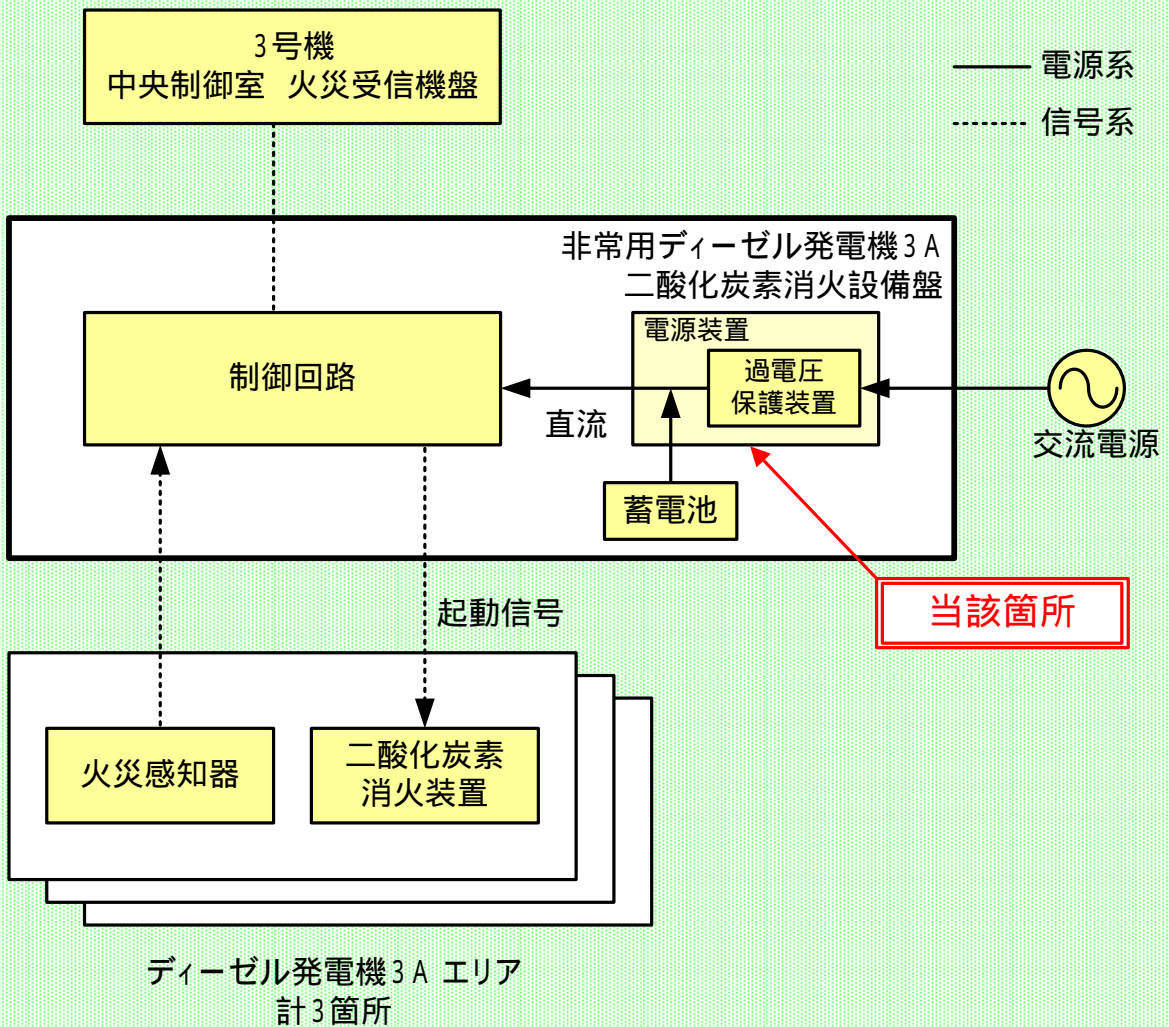 3号機
中央制御室 火災受信機盤
電源系
信号系
非常用ディーゼル発電機3A
二酸化炭素消火設備盤
電源装置
過電圧
保護装置
制御回路
直流
交流電源
蓄電池
当該箇所
起動信号
火災感知器
二酸化炭素
消火装置
ディーゼル発電機3A エリア
計3箇所